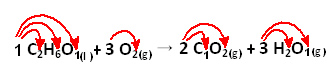 1 C₂H₆O₁(l) + 3 O₂(g) → 2 C₁O₂(g) + 3 H₂O₁(g)